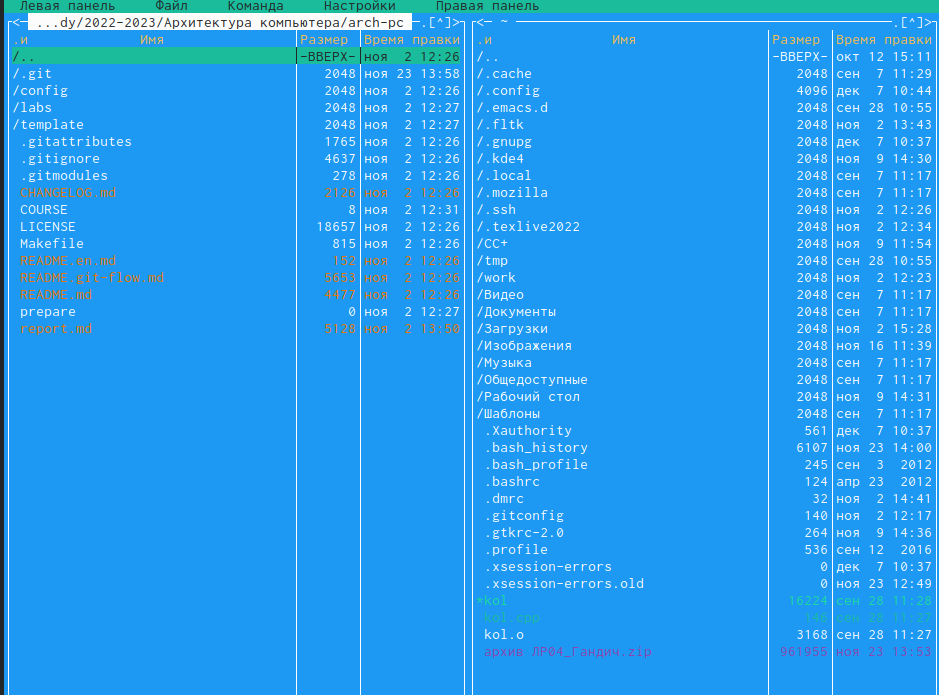 Левая панель Файл Команда Настройки Правая панель
<─ ...dy/2022-2023/Архитектура компьютера/arch-pc ─.[^]>
.и Имя Размер Время правки
/.. -ВВЕРХ- ноя 2 12:26
/.git 2048 ноя 23 13:58
/config 2048 ноя 2 12:26
/labs 2048 ноя 2 12:27
/template 2048 ноя 2 12:27
.gitattributes 1765 ноя 2 12:26
.gitignore 4637 ноя 2 12:26
.gitmodules 278 ноя 2 12:26
CHANGELOG.md 2126 ноя 2 12:26
COURSE 8 ноя 2 12:31
LICENSE 18657 ноя 2 12:26
Makefile 815 ноя 2 12:26
README.en.md 152 ноя 2 12:26
README.git-flow.md 5653 ноя 2 12:26
README.md 4477 ноя 2 12:26
prepare 0 ноя 2 12:27
report.md 5128 ноя 2 13:50
<─ ~ ─.[^]>
.и Имя Размер Время правки
/.. -ВВЕРХ- окт 12 15:11
/.cache 2048 сен 7 11:29
/.config 4096 дек 7 10:44
/.emacs.d 2048 сен 28 10:55
/.fltk 2048 ноя 2 13:43
/.gnupg 2048 дек 7 10:37
/.kde4 2048 ноя 9 14:30
/.local 2048 сен 7 11:17
/.mozilla 2048 сен 7 11:17
/.ssh 2048 ноя 2 12:26
/.texlive2022 2048 ноя 2 12:34
/CC+ 2048 ноя 9 11:54
/tmp 2048 сен 28 10:55
/work 2048 ноя 2 12:23
/Видео 2048 сен 7 11:17
/Документы 2048 сен 7 11:17
/Загрузки 2048 ноя 2 15:28
/Изображения 2048 ноя 16 11:39
/Музыка 2048 сен 7 11:17
/Общедоступные 2048 сен 7 11:17
/Рабочий стол 2048 ноя 9 14:31
/Шаблоны 2048 сен 7 11:17
.Xauthority 561 дек 7 10:37
.bash_history 6107 ноя 23 14:00
.bash_profile 245 сен 3 2012
.bashrc 124 апр 23 2012
.dmrc 32 ноя 2 14:41
.gitconfig 140 ноя 2 12:17
.gtkrc-2.0 264 ноя 9 14:36
.profile 536 сен 12 2016
.xsession-errors 0 дек 7 10:37
.xsession-errors.old 0 ноя 23 12:49
*kol 16224 сен 28 11:28
kol.cpp 146 сен 28 11:27
kol.o 3168 сен 28 11:27
архив ЛР04_Гандич.zip 961955 ноя 23 13:53